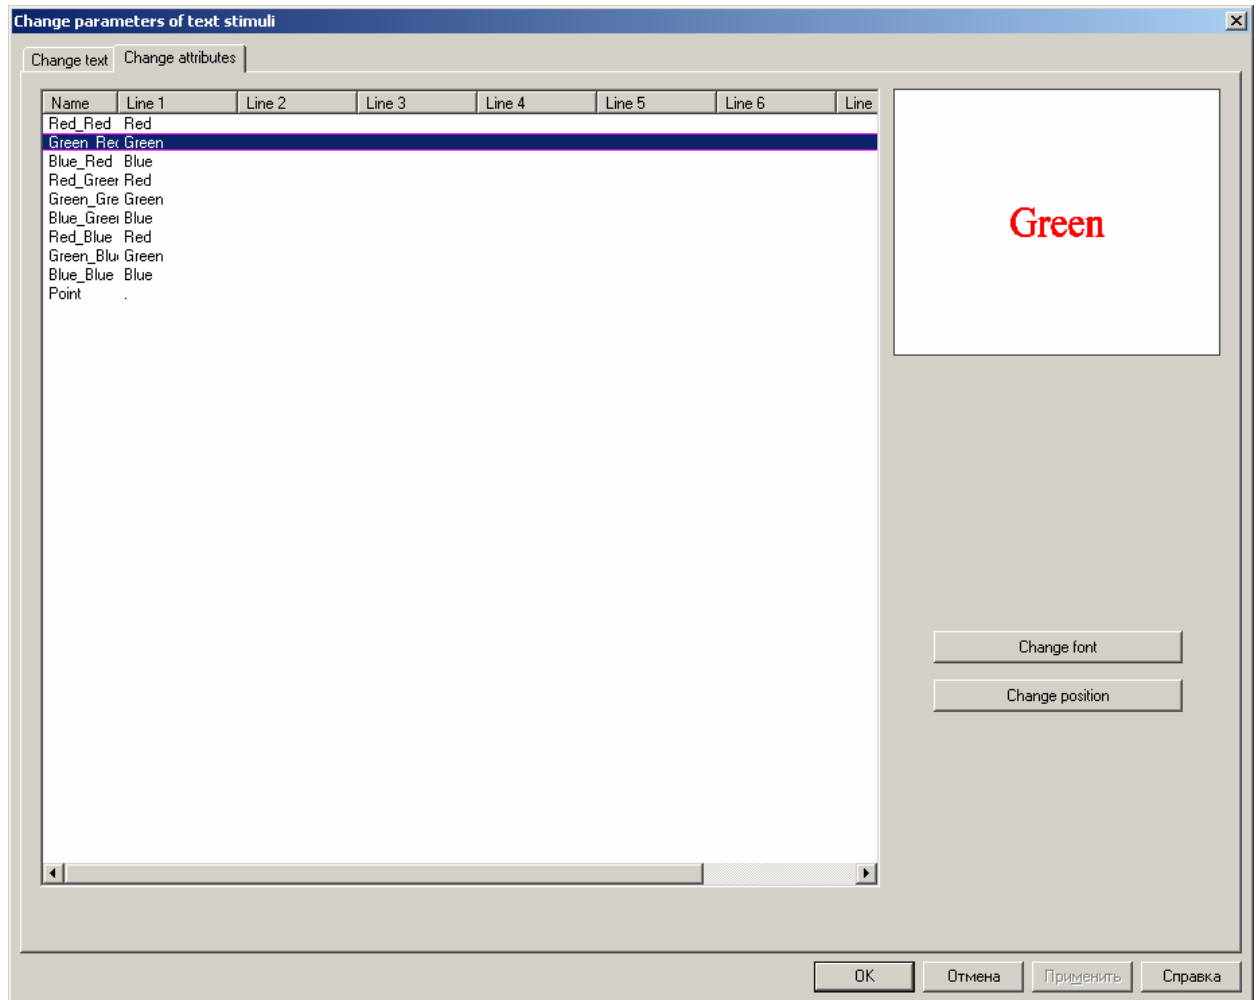 Change parameters of text stimuli
Change text Change attributes
Name Line 1 Line 2 Line 3 Line 4 Line 5 Line 6 Line
Red_Red Red
Green_Rec Green
Blue_Red Blue
Red_Greer Red
Green_Gre Green
Blue_Greei Blue
Red_Blue Red
Green_Blu Green
Blue_Blue Blue
Point .
Green
Change font
Change position
OK Отмена Применить Справка